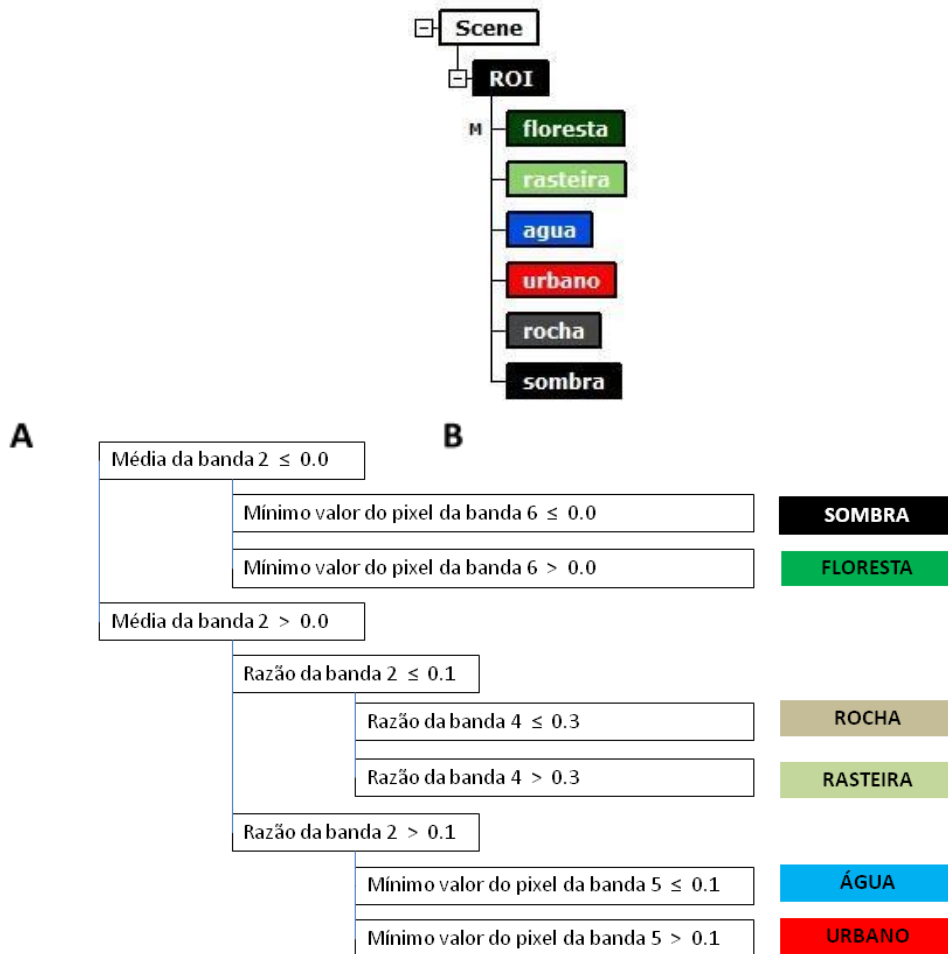 Scene
ROI
M floresta
rasteira
agua
urbano
rocha
sombra
A B
Média da banda 2 ≤ 0.0
Mínimo valor do pixel da banda 6 ≤ 0.0 SOMBRA
Mínimo valor do pixel da banda 6 > 0.0 FLORESTA
Média da banda 2 > 0.0
Razão da banda 2 ≤ 0.1
Razão da banda 4 ≤ 0.3 ROCHA
Razão da banda 4 > 0.3 RASTEIRA
Razão da banda 2 > 0.1
Mínimo valor do pixel da banda 5 ≤ 0.1 ÁGUA
Mínimo valor do pixel da banda 5 > 0.1 URBANO